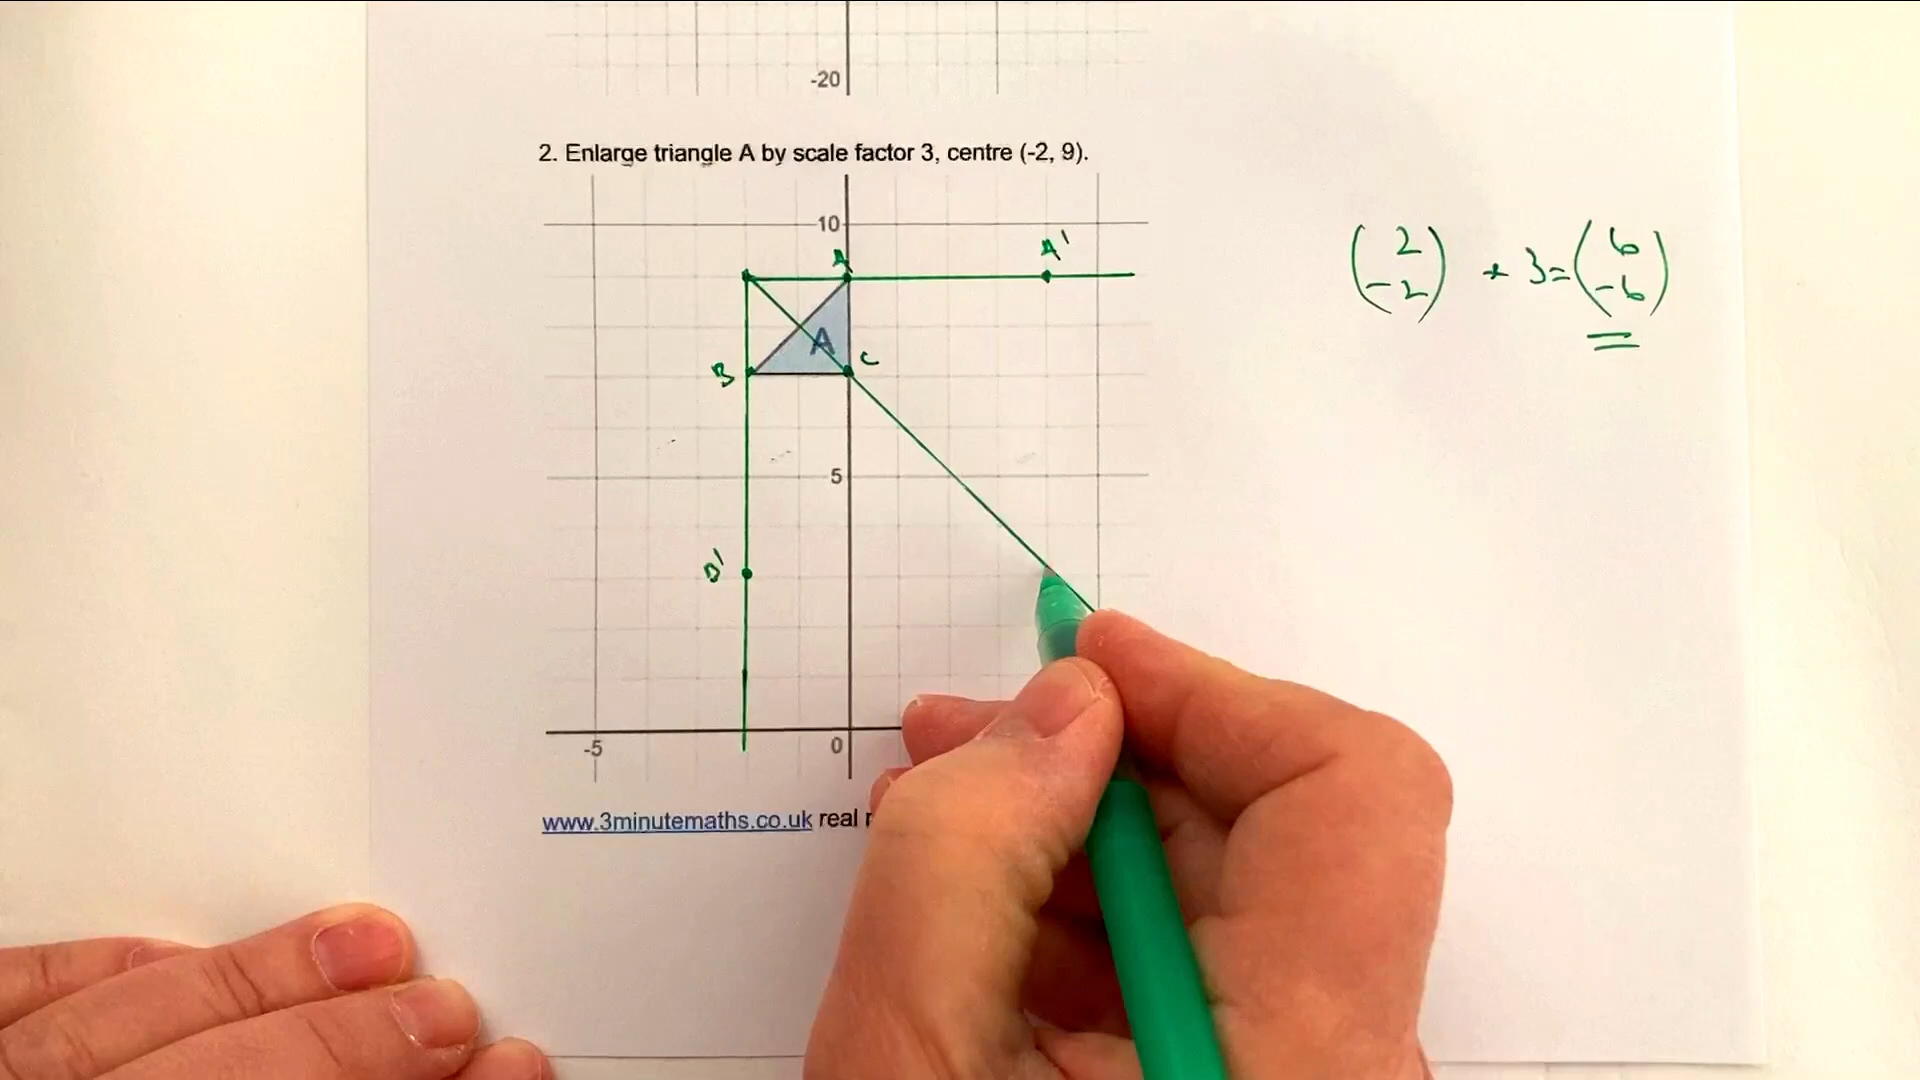 -20
2. Enlarge triangle A by scale factor 3, centre (-2, 9).
10
A
A'
A
B
C
5
B'
-5
0
www.3minutemaths.co.uk real
(2 -2) * 3 = (6 -6)